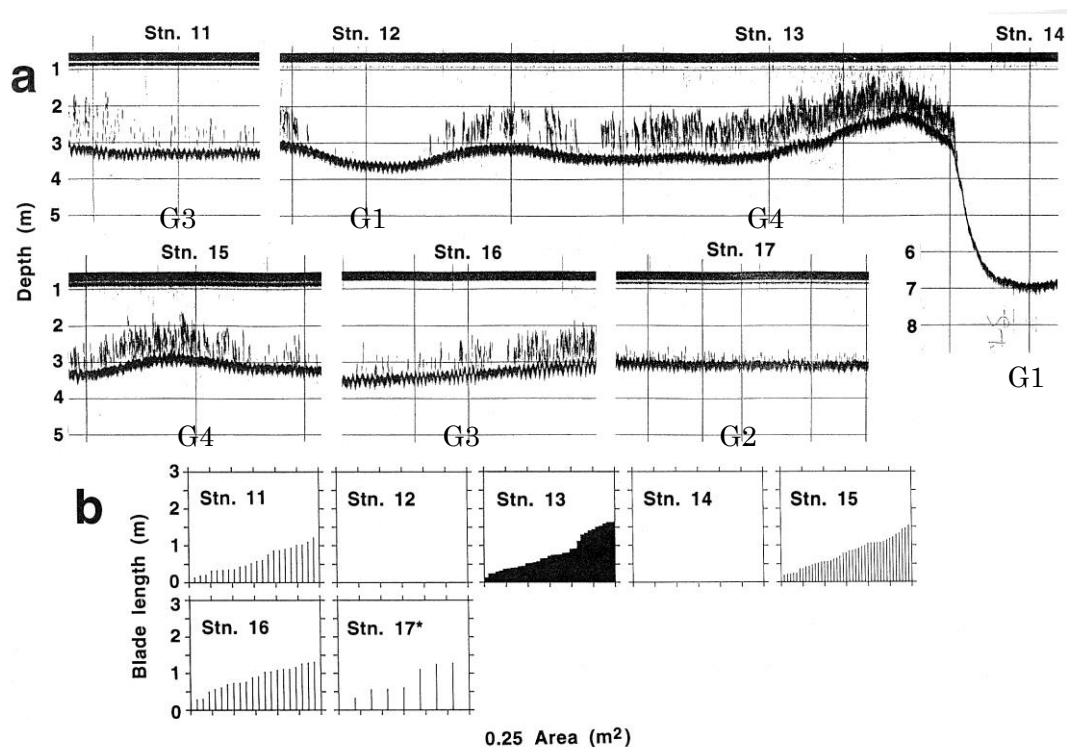 Stn. 11 Stn. 12 Stn. 13 Stn. 14
a
1
2
3
4
5
6
7
8
Depth (m)
G3 G1 G4
Stn. 15 Stn. 16 Stn. 17
1
2
3
4
5
G4 G3 G2 G1
b
Blade length (m)
3
2
1
0
Stn. 11 Stn. 12 Stn. 13 Stn. 14 Stn. 15
3
2
1
0
Stn. 16 Stn. 17*
0.25 Area (m²)